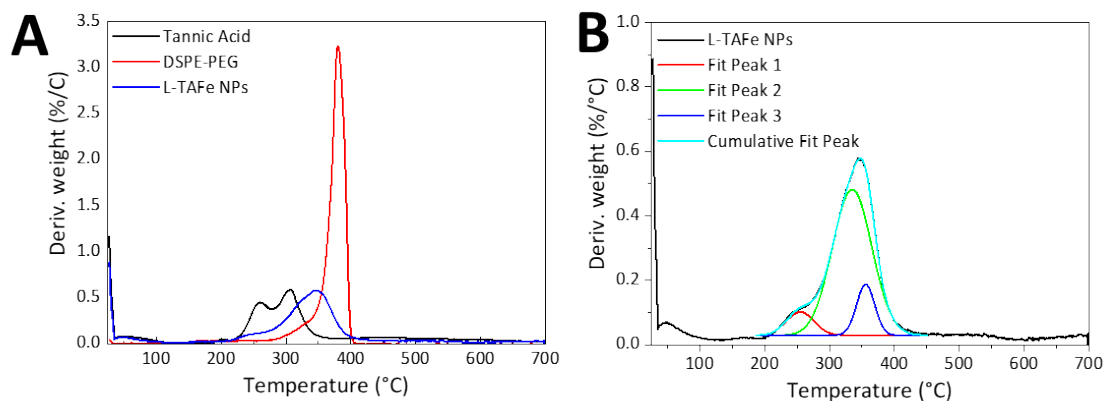 A
Deriv. weight (%/C)
3.5
3.0
2.5
2.0
1.5
1.0
0.5
0.0
Tannic Acid
DSPE-PEG
L-TAFe NPs
100 200 300 400 500 600 700
Temperature (°C)
B
Deriv. weight (%/°C)
1.0
0.8
0.6
0.4
0.2
0.0
L-TAFe NPs
Fit Peak 1
Fit Peak 2
Fit Peak 3
Cumulative Fit Peak
100 200 300 400 500 600 700
Temperature (°C)